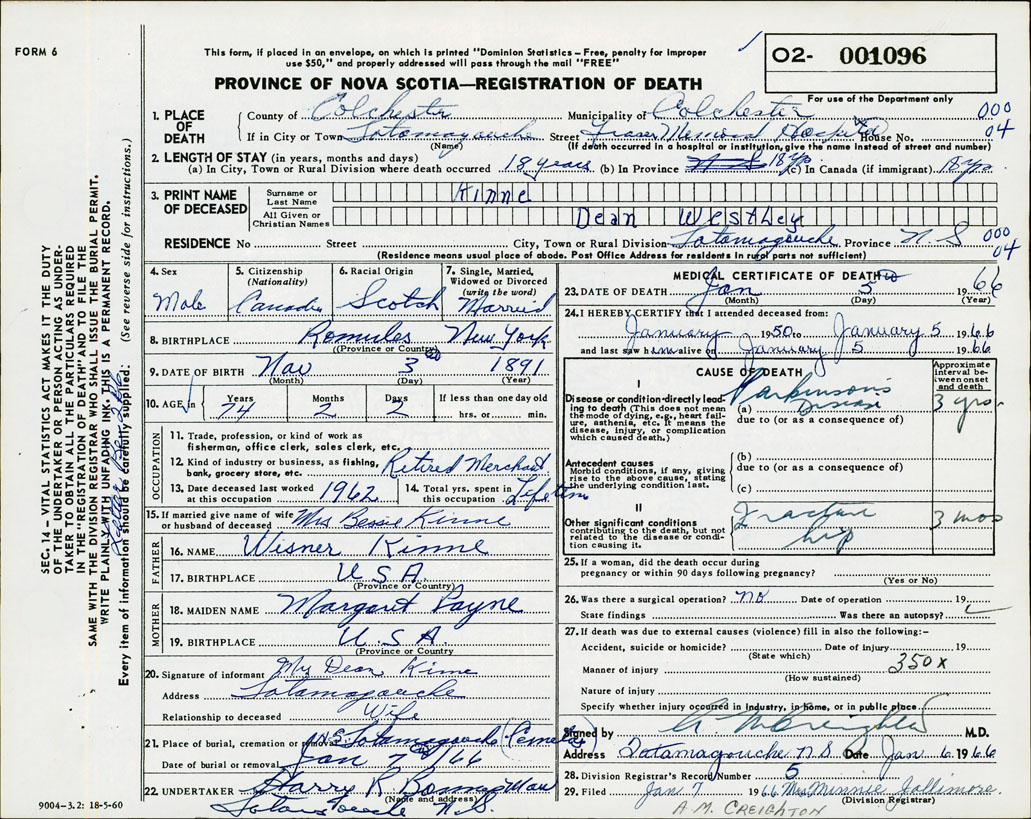 FORM 6
This form, if placed in an envelope, on which is printed "Dominion Statistics – Free, penalty for improper
use $50," and properly addressed will pass through the mail "FREE"
O2- 001096
PROVINCE OF NOVA SCOTIA—REGISTRATION OF DEATH
For use of the Department only
1. PLACE OF DEATH
County of Colchester Municipality of Colchester 000
If in City or Town Tatamagouche Street Fraser Memorial Hospital House No. 04
(Name) (If death occurred in a hospital or institution, give the name instead of street and number)
2. LENGTH OF STAY (in years, months and days)
(a) In City, Town or Rural Division where death occurred 18 years (b) In Province N-S 18 yrs (c) In Canada (if immigrant) 18 yrs
3. PRINT NAME OF DECEASED
Surname or Last Name Kinne
All Given or Christian Names Dean Westley
RESIDENCE No Street City, Town or Rural Division Tatamagouche Province N.S 000
04
(Residence means usual place of abode. Post Office Address for residents in rural parts not sufficient)
4. Sex Male
5. Citizenship (Nationality) Canadian
6. Racial Origin Scotch
7. Single, Married, Widowed or Divorced (write the word) Married
8. BIRTHPLACE Romulus New York
(Province or Country)
9. DATE OF BIRTH Nov 3rd 1891
(Month) (Day) (Year)
10. AGE Years 74 Months 2 Days 2 If less than one day old hrs. or min.
OCCUPATION
11. Trade, profession, or kind of work as
fisherman, office clerk, sales clerk, etc.
12. Kind of industry or business, as fishing,
bank, grocery store, etc. Retired Merchant
13. Date deceased last worked
at this occupation 1962
14. Total yrs. spent in
this occupation Lifetime
15. If married give name of wife
or husband of deceased Mrs Bessie Kinne
FATHER
16. NAME Wisner Kinne
17. BIRTHPLACE U.S.A.
(Province or Country)
MOTHER
18. MAIDEN NAME Margaret Payne
19. BIRTHPLACE U.S.A.
(Province or Country)
20. Signature of informant Mrs Dean Kinne
Address Tatamagouche
Relationship to deceased Wife
21. Place of burial, cremation or removal Tatamagouche Cemetery
Date of burial or removal Jan 7 /66
22. UNDERTAKER Harry R
(Name and address)
Tatamagouche N.S.
9004-3.2: 18-5-60
MEDICAL CERTIFICATE OF DEATH
23. DATE OF DEATH Jan 5 1966
(Month) (Day) (Year)
24. I HEREBY CERTIFY that I attended deceased from:
January 1950 to January 5 1966
and last saw him alive on January 5 1966
CAUSE OF DEATH
Approximate interval between onset and death
I
Disease or condition-directly leading to death (This does not mean the mode of dying, e.g., heart failure, asthenia, etc. It means the disease, injury, or complication which caused death.)
(a) Parkinson's Disease 3 yrs
due to (or as a consequence of)
Antecedent causes
Morbid conditions, if any, giving rise to the above cause, stating the underlying condition last.
(b)
due to (or as a consequence of)
(c)
II
Other significant conditions
contributing to the death, but not related to the disease or condition causing it.
Fracture hip 3 mos
25. If a woman, did the death occur during
pregnancy or within 90 days following pregnancy?
(Yes or No)
26. Was there a surgical operation? no Date of operation 19
State findings Was there an autopsy?
27. If death was due to external causes (violence) fill in also the following:–
Accident, suicide or homicide? Date of injury 19
(State which)
Manner of injury 350x
(How sustained)
Nature of injury
Specify whether injury occurred in industry, in home, or in public place
Signed by A M Creighton M.D.
Address Tatamagouche N S Date Jan 6 1966
28. Division Registrar's Record Number 5
29. Filed Jan 7 1966 Mrs Minnie Jollimore
(Division Registrar)
A.M. CREIGHTON
SEC. 14 – VITAL STATISTICS ACT MAKES IT THE DUTY
OF THE UNDERTAKER OR PERSON ACTING AS UNDER-
TAKER TO OBTAIN ALL THE PARTICULARS REQUIRED
IN THE "REGISTRATION OF DEATH" AND TO FILE THE
SAME WITH THE DIVISION REGISTRAR WHO SHALL ISSUE THE BURIAL PERMIT.
WRITE PLAINLY WITH UNFADING INK. THIS IS A PERMANENT RECORD.
Every item of information should be carefully supplied. (See reverse side for instructions.)